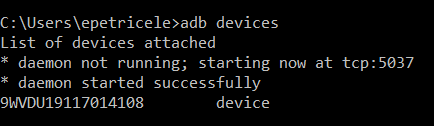 C:\Users\epetricele>adb devices
List of devices attached
* daemon not running; starting now at tcp:5037
* daemon started successfully
9WVDU19117014108        device